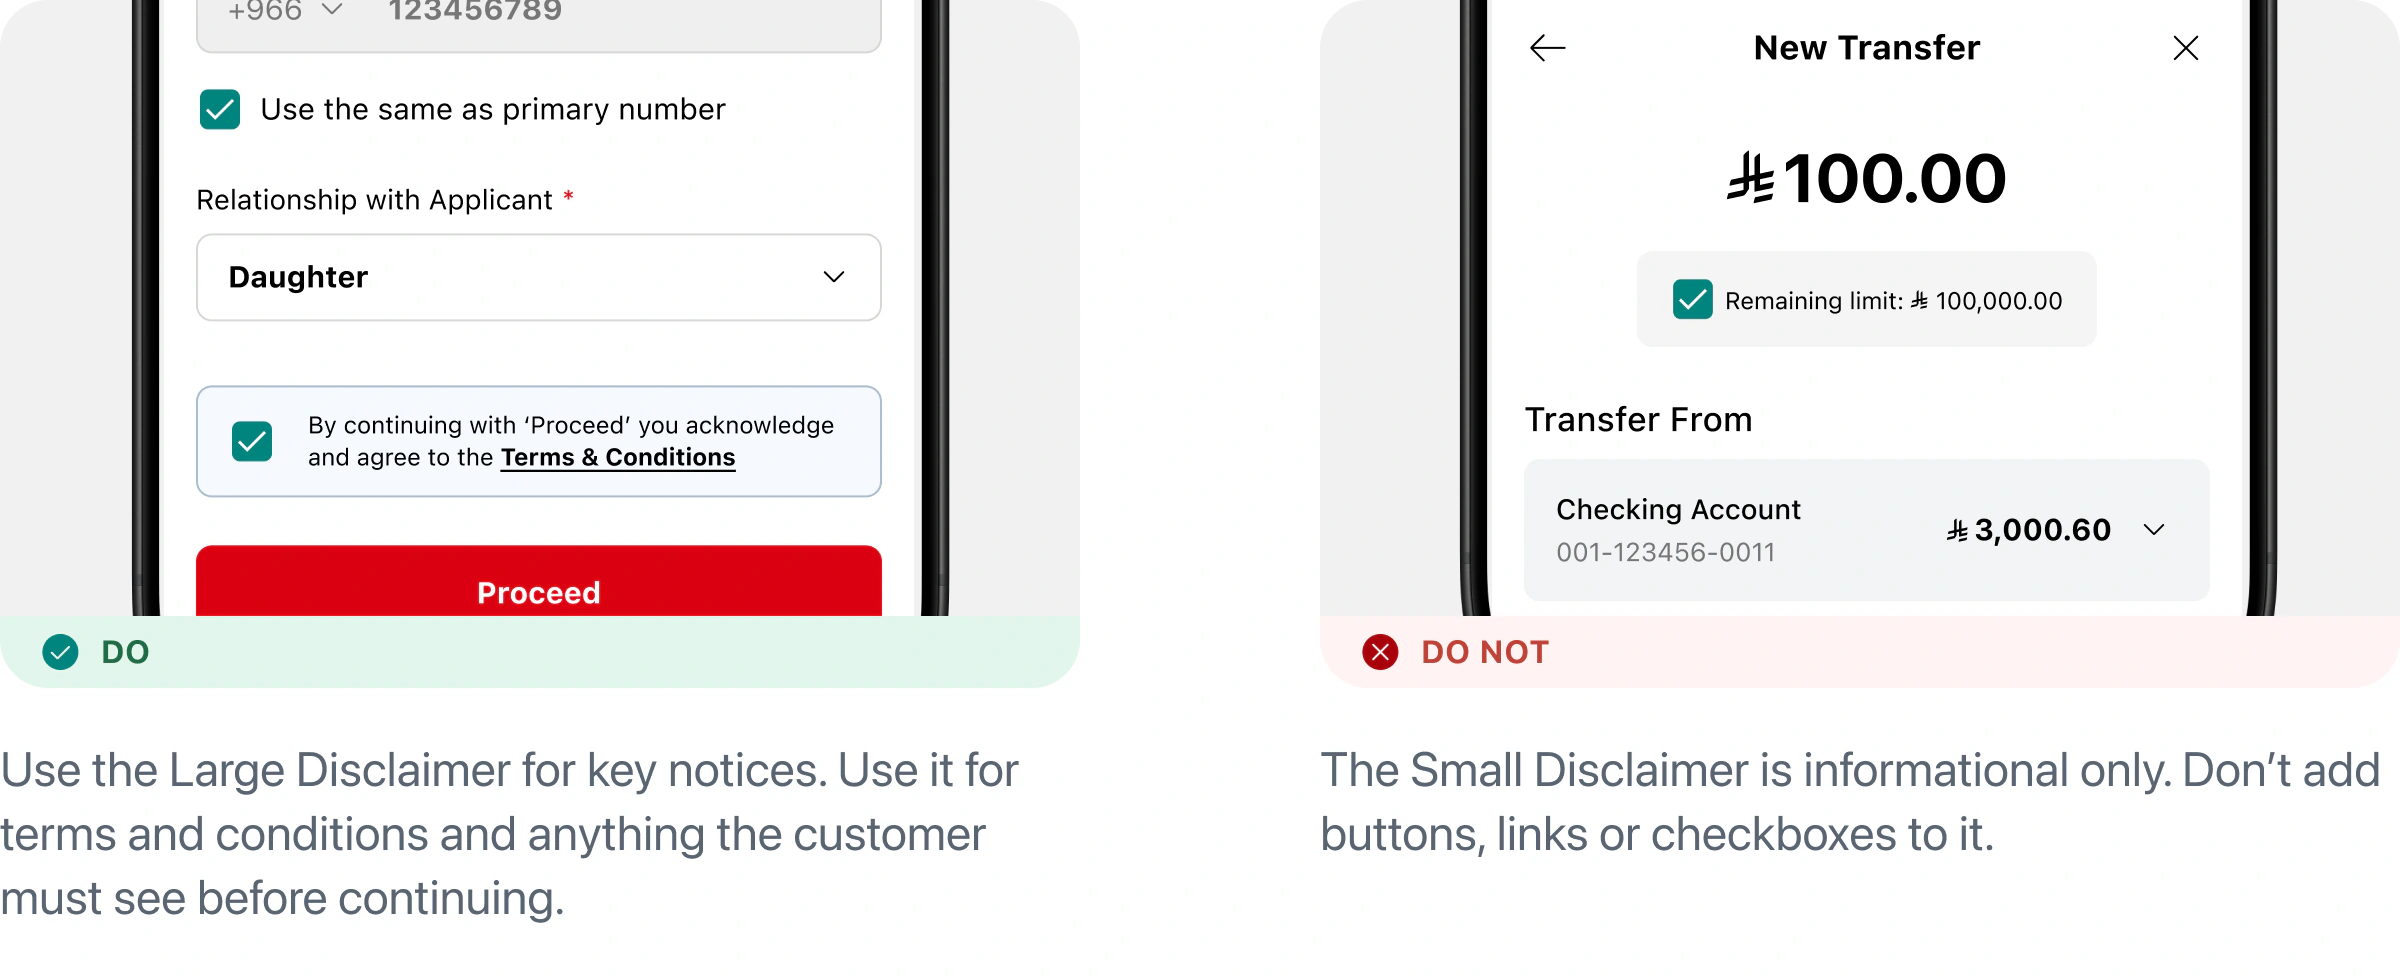 +966 123456789
Use the same as primary number
Relationship with Applicant *
Daughter
By continuing with ‘Proceed’ you acknowledge
and agree to the Terms & Conditions
Proceed
DO
Use the Large Disclaimer for key notices. Use it for
terms and conditions and anything the customer
must see before continuing.
New Transfer
⃁100.00
Remaining limit: ⃁ 100,000.00
Transfer From
Checking Account
001-123456-0011
⃁ 3,000.60
DO NOT
The Small Disclaimer is informational only. Don’t add
buttons, links or checkboxes to it.